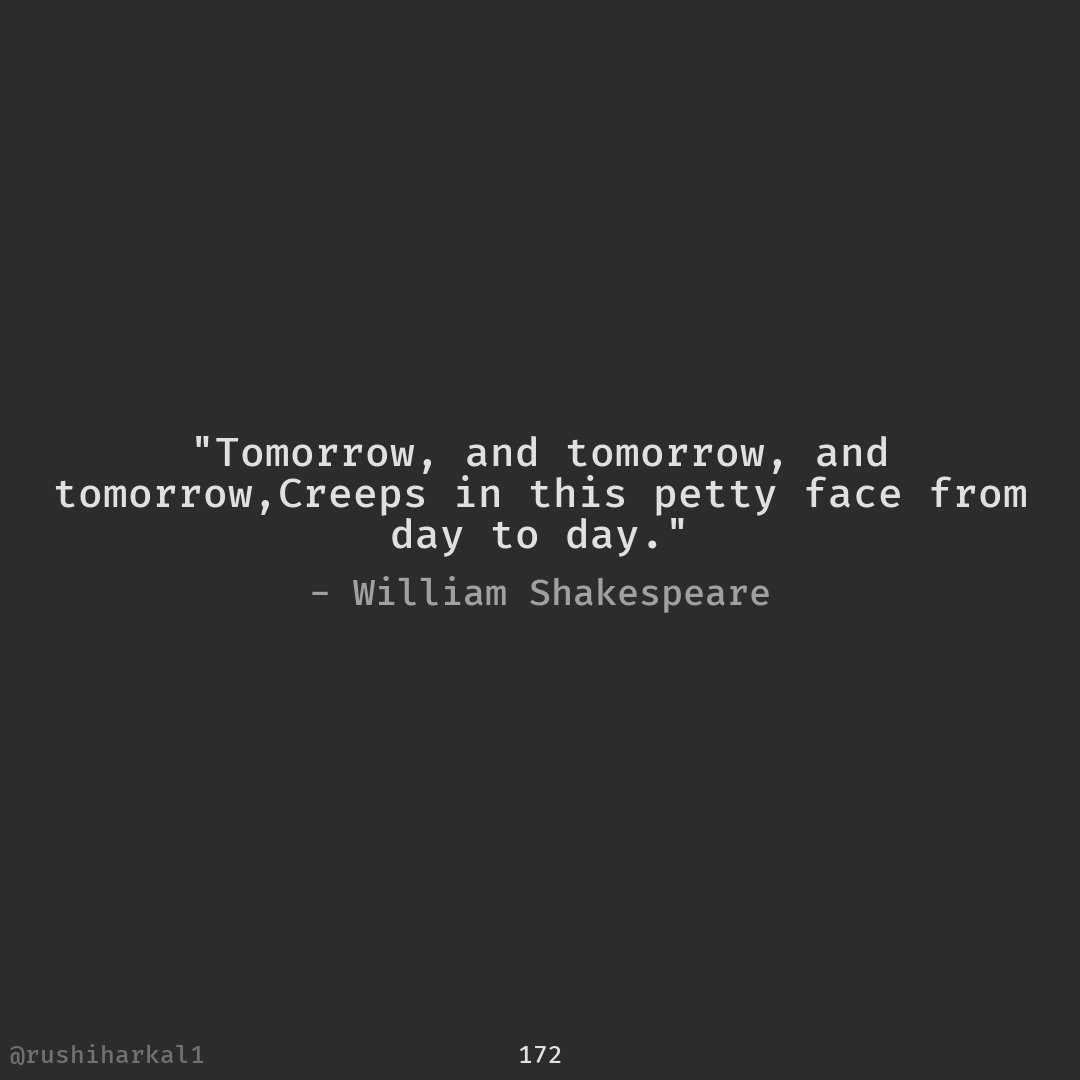 "Tomorrow, and tomorrow, and
tomorrow,Creeps in this petty face from
day to day."
- William Shakespeare
@rushiharkal1
172